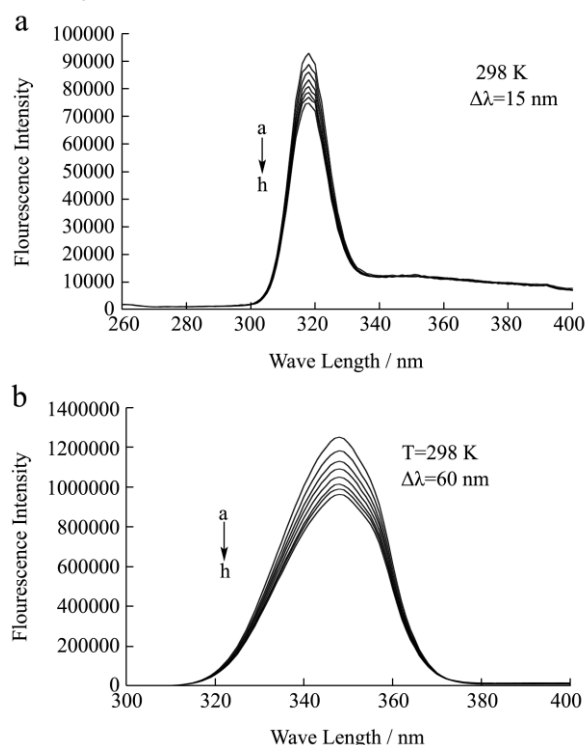 a
100000
90000
80000
70000
60000
50000
40000
30000
20000
10000
0
Flourescence Intensity
298 K
Δλ=15 nm
a
h
260 280 300 320 340 360 380 400
Wave Length / nm
b
1400000
1200000
1000000
800000
600000
400000
200000
0
Flourescence Intensity
T=298 K
Δλ=60 nm
a
h
300 320 340 360 380 400
Wave Length / nm